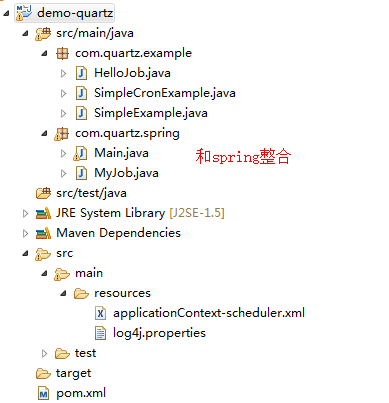 demo-quartz
src/main/java
com.quartz.example
HelloJob.java
SimpleCronExample.java
SimpleExample.java
com.quartz.spring
Main.java
和spring整合
MyJob.java
src/test/java
JRE System Library [J2SE-1.5]
Maven Dependencies
src
main
resources
applicationContext-scheduler.xml
log4j.properties
test
target
pom.xml